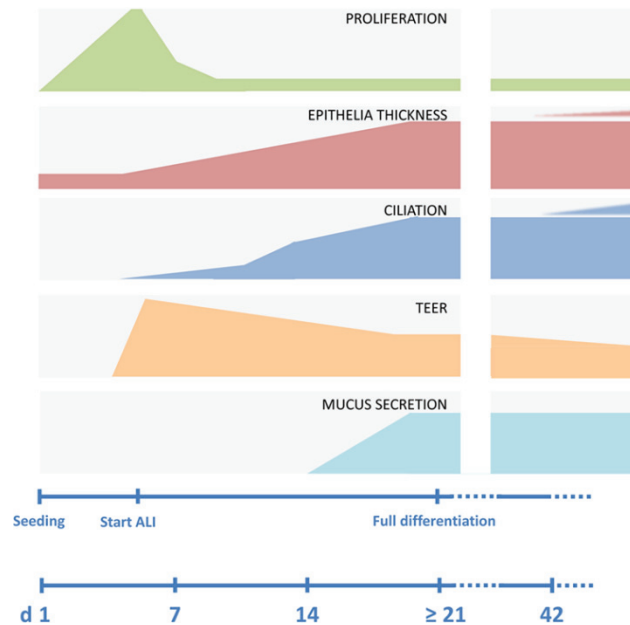 PROLIFERATION
EPITHELIA THICKNESS
CILIATION
TEER
MUCUS SECRETION
Seeding Start ALI Full differentiation
d 1 7 14 ≥ 21 42